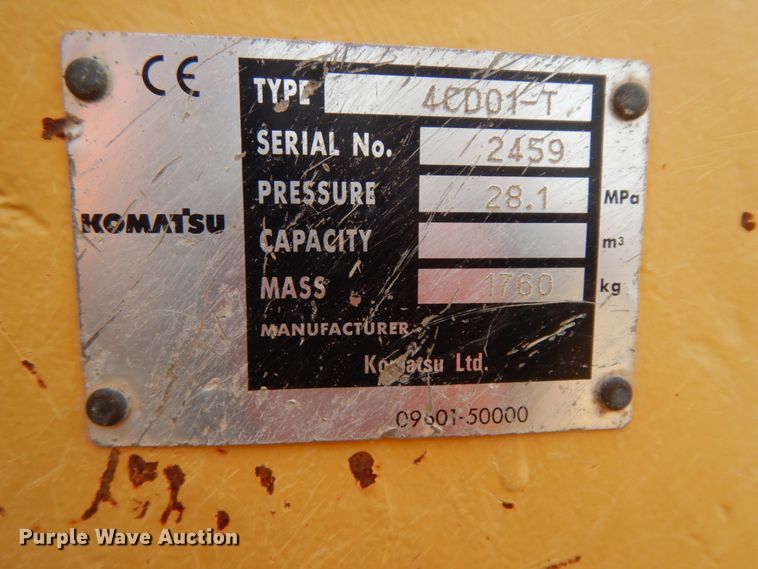 CE
TYPE 4CD01-T
SERIAL No. 2459
PRESSURE 28.1 MPa
CAPACITY m³
KOMATSU
MASS 1760 kg
MANUFACTURER
Komatsu Ltd.
09601-50000
Purple Wave Auction